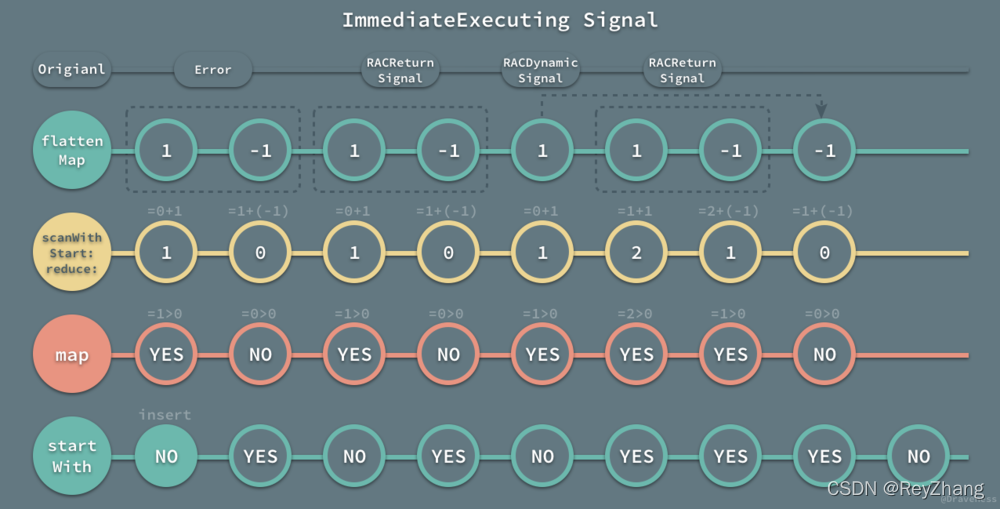 ImmediateExecuting Signal
Origianl
Error
RACReturn
Signal
RACDynamic
Signal
RACReturn
Signal
flatten
Map
1
-1
1
-1
1
1
-1
-1
=0+1
=1+(-1)
=0+1
=1+(-1)
=0+1
=1+1
=2+(-1)
=1+(-1)
scanWith
Start:
reduce:
1
0
1
0
1
2
1
0
=1>0
=0>0
=1>0
=0>0
=1>0
=2>0
=1>0
=0>0
map
YES
NO
YES
NO
YES
YES
YES
NO
insert
start
With
NO
YES
NO
YES
NO
YES
YES
YES
NO
CSDN @ReyZhang